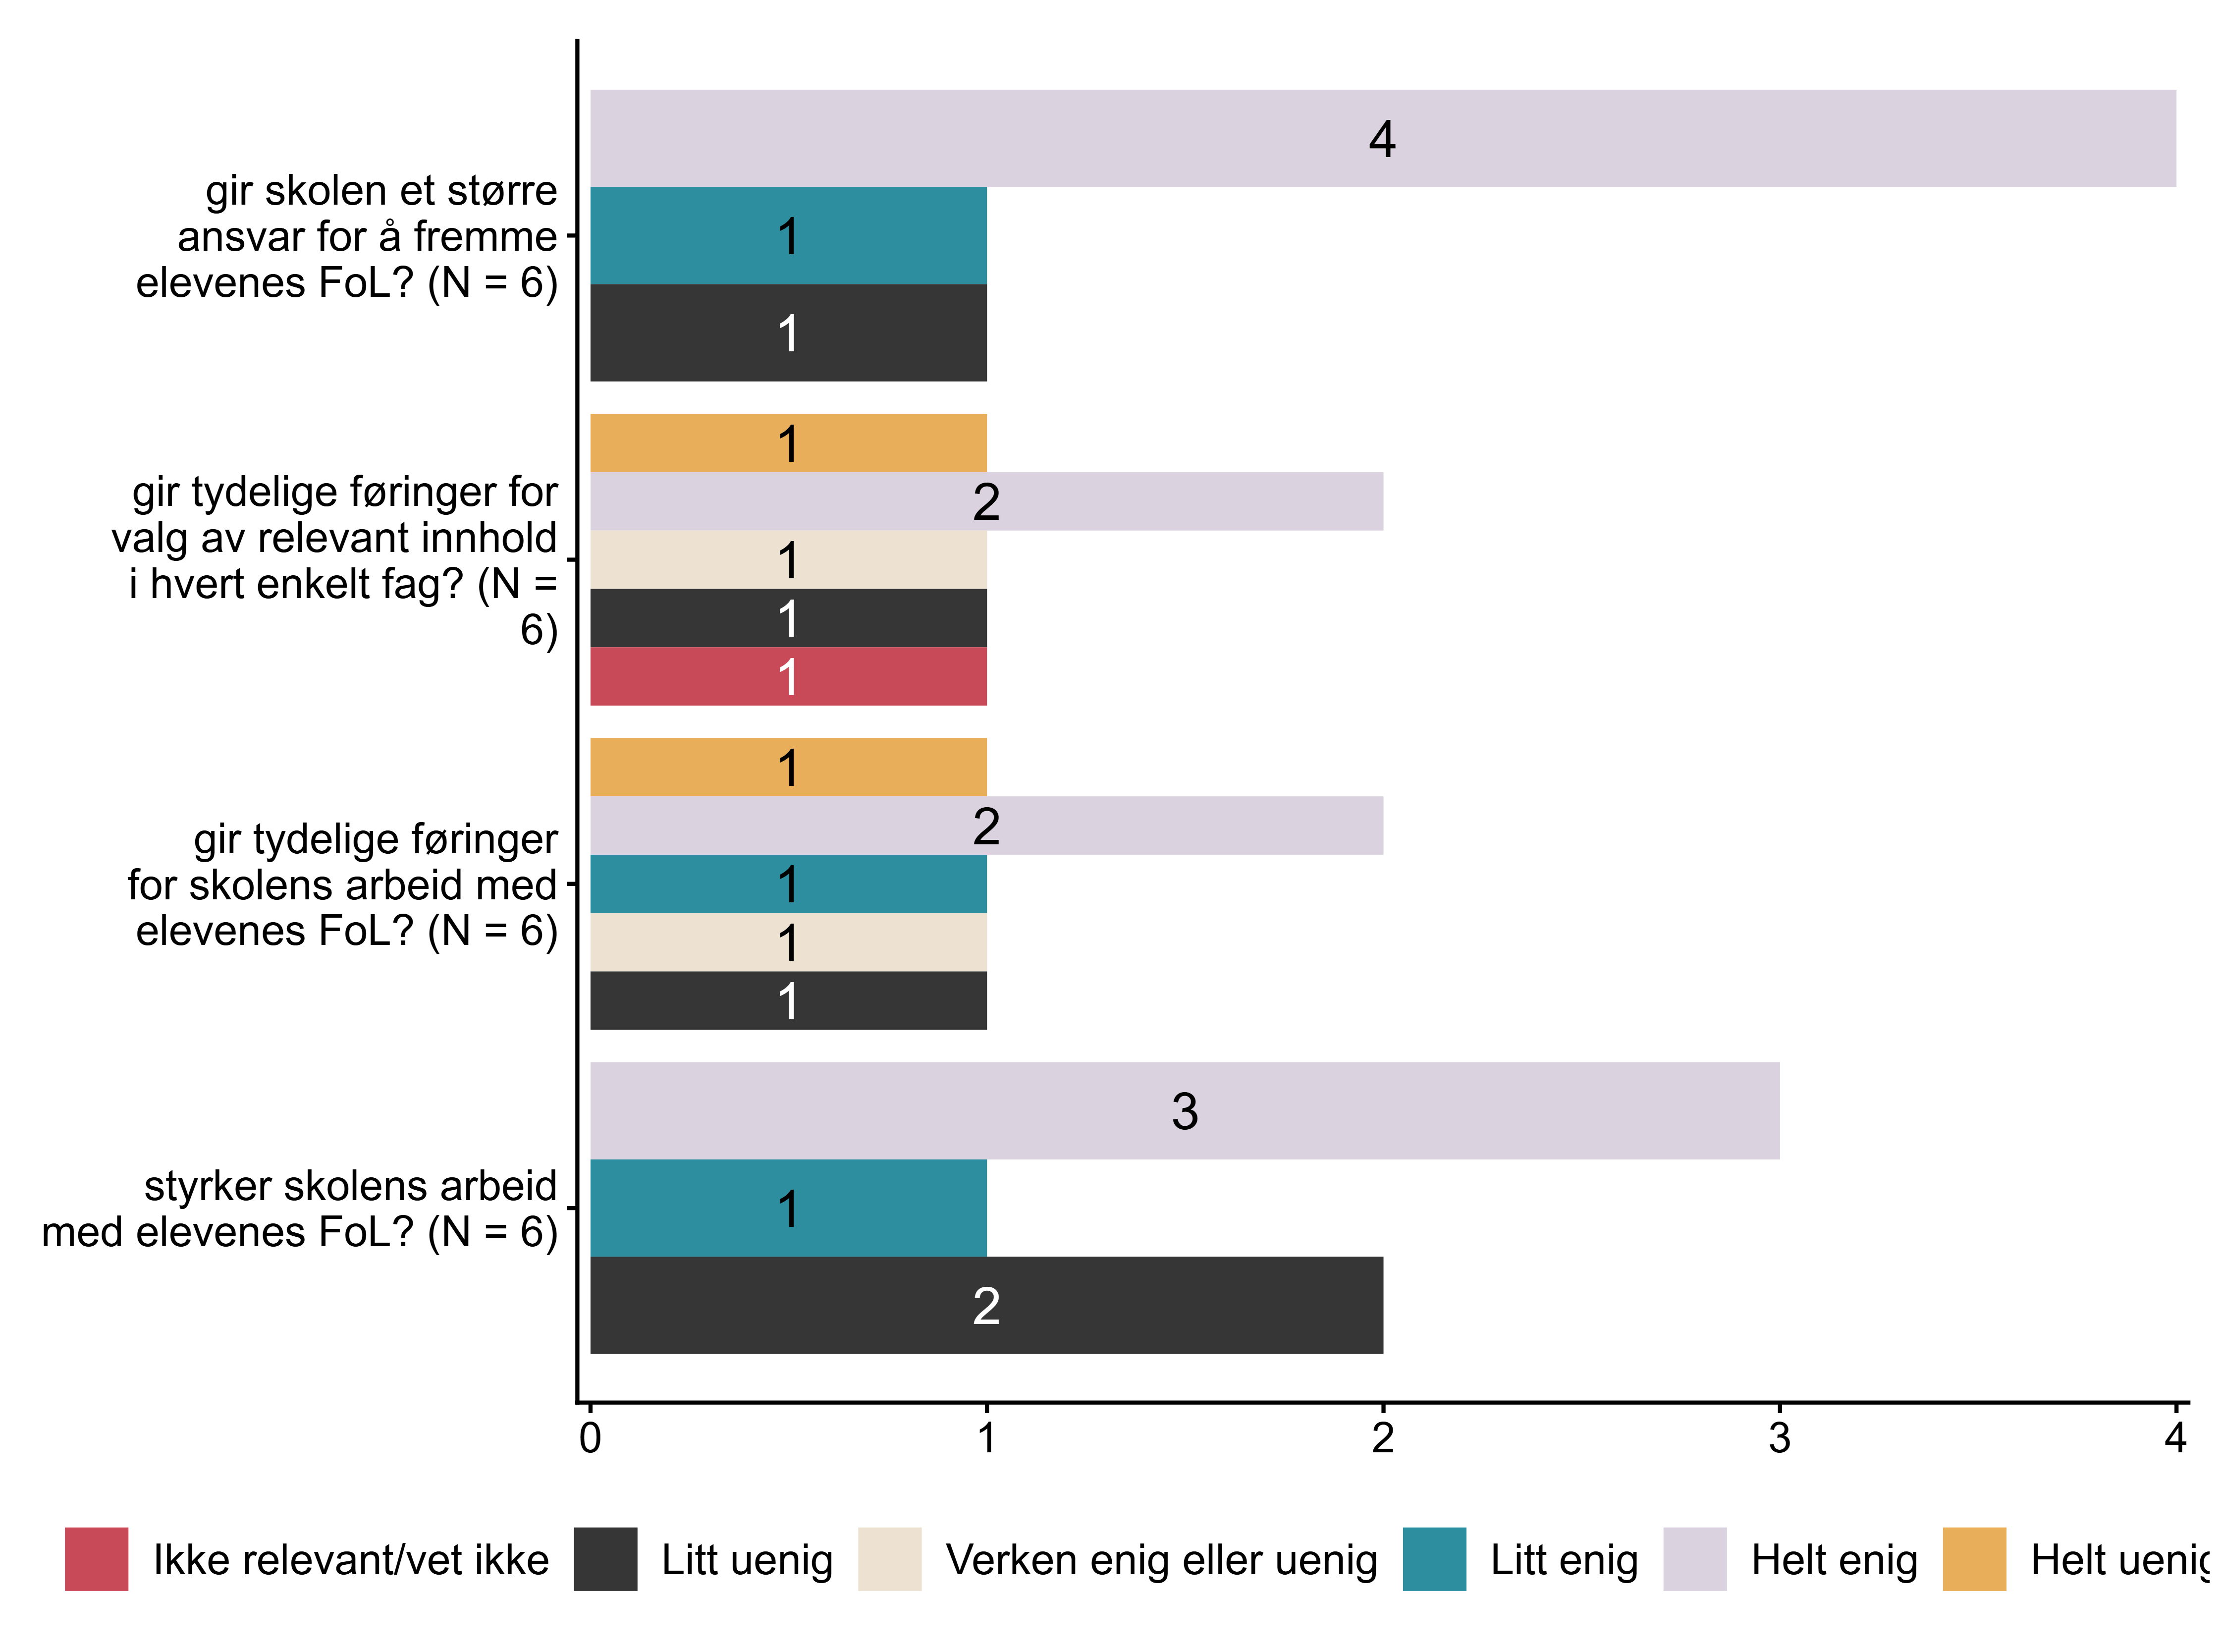 gir skolen et større
ansvar for å fremme
elevenes FoL? (N = 6)
4
1
1
gir tydelige føringer for
valg av relevant innhold
i hvert enkelt fag? (N =
6)
1
2
1
1
1
gir tydelige føringer
for skolens arbeid med
elevenes FoL? (N = 6)
1
2
1
1
1
styrker skolens arbeid
med elevenes FoL? (N = 6)
3
1
2
0 1 2 3 4
Ikke relevant/vet ikke Litt uenig Verken enig eller uenig Litt enig Helt enig Helt uenig